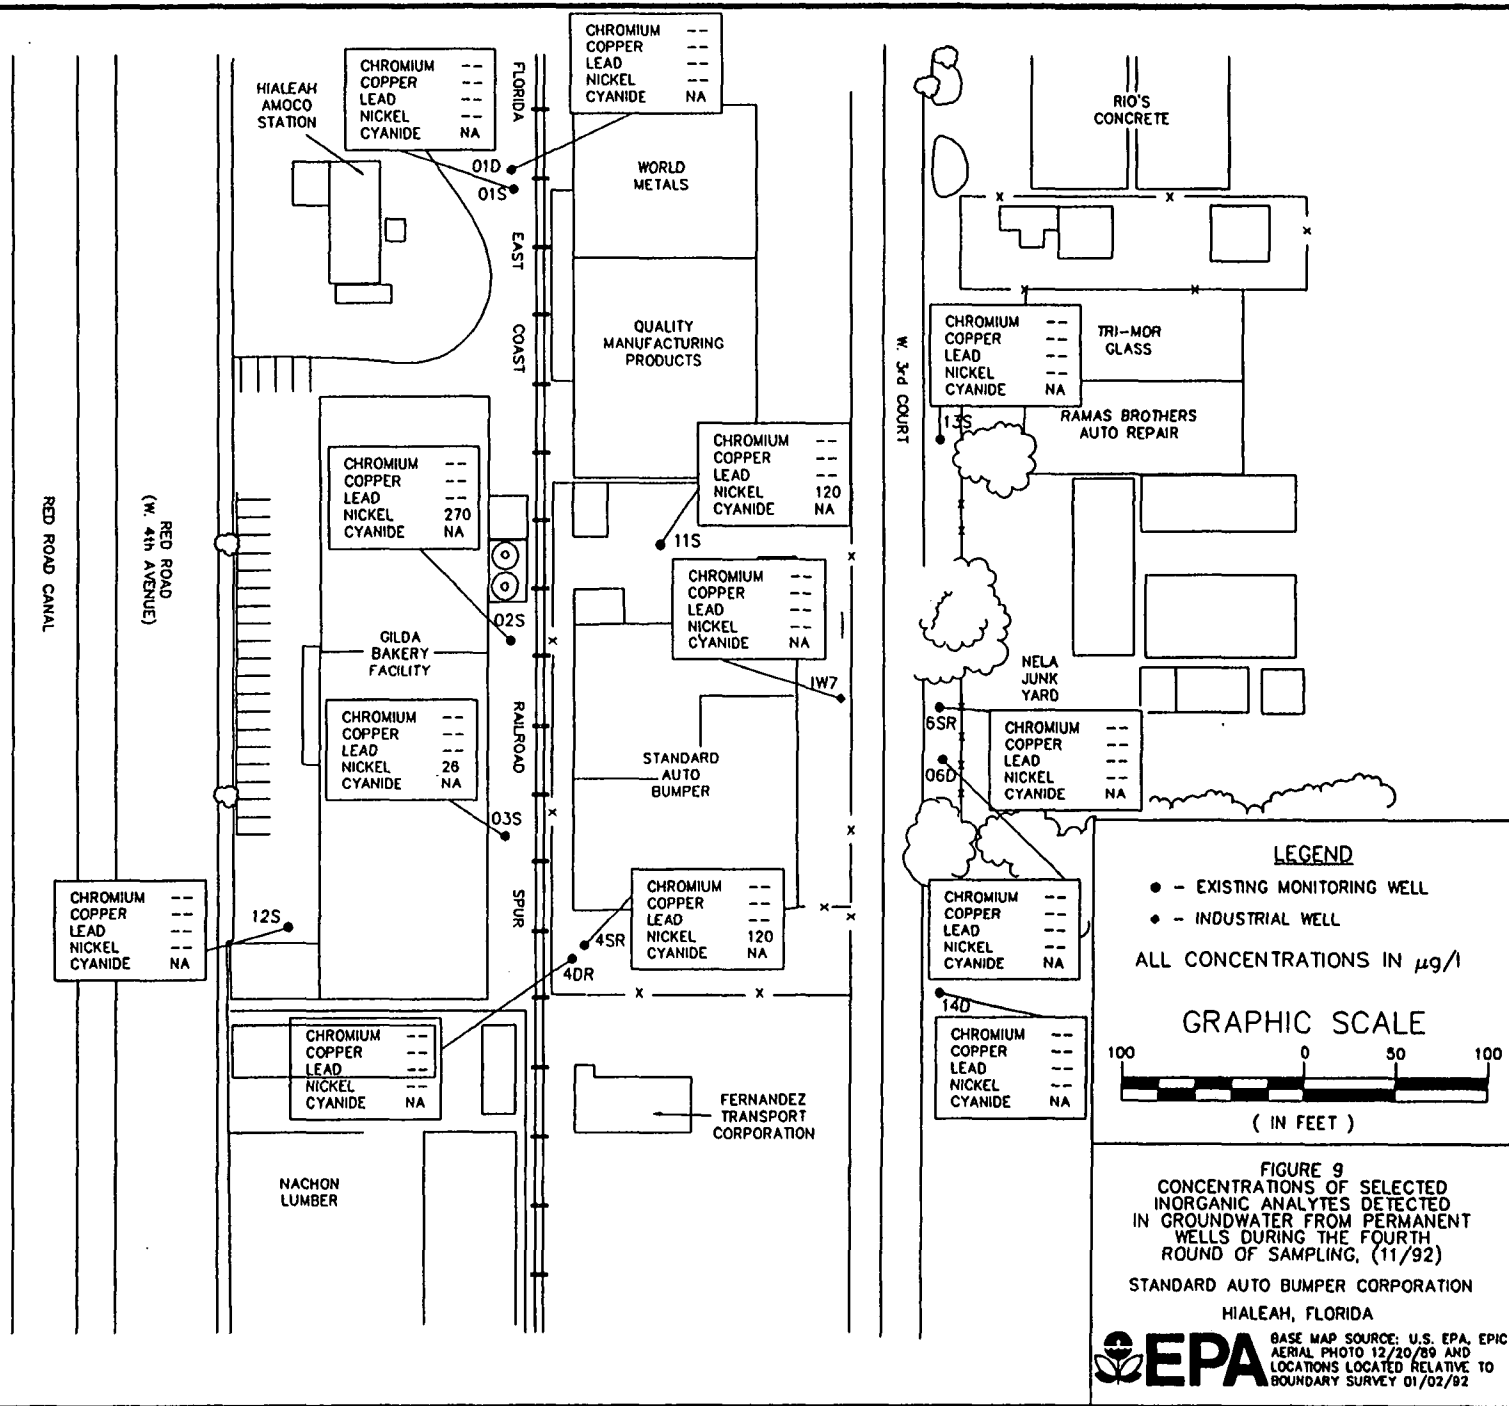 CHROMIUM --
COPPER --
LEAD --
NICKEL --
CYANIDE NA
CHROMIUM --
COPPER --
LEAD --
NICKEL --
CYANIDE NA
HIALEAH
AMOCO
STATION
01D
01S
FLORIDA
EAST
COAST
RAILROAD
SPUR
WORLD
METALS
QUALITY
MANUFACTURING
PRODUCTS
RIO'S
CONCRETE
x x
x
x x
CHROMIUM --
COPPER --
LEAD --
NICKEL --
CYANIDE NA
TRI-MOR
GLASS
W. 3rd COURT
13S
RAMAS BROTHERS
AUTO REPAIR
CHROMIUM --
COPPER --
LEAD --
NICKEL 120
CYANIDE NA
11S
CHROMIUM --
COPPER --
LEAD --
NICKEL 270
CYANIDE NA
02S
RED ROAD CANAL
RED ROAD
(W. 4th AVENUE)
GILDA
BAKERY
FACILITY
CHROMIUM --
COPPER --
LEAD --
NICKEL --
CYANIDE NA
IW7
NELA
JUNK
YARD
6SR
CHROMIUM --
COPPER --
LEAD --
NICKEL --
CYANIDE NA
06D
CHROMIUM --
COPPER --
LEAD --
NICKEL 26
CYANIDE NA
03S
STANDARD
AUTO
BUMPER
CHROMIUM --
COPPER --
LEAD --
NICKEL --
CYANIDE NA
12S
CHROMIUM --
COPPER --
LEAD --
NICKEL 120
CYANIDE NA
4SR
4DR
CHROMIUM --
COPPER --
LEAD --
NICKEL --
CYANIDE NA
14D
CHROMIUM --
COPPER --
LEAD --
NICKEL --
CYANIDE NA
CHROMIUM --
COPPER --
LEAD --
NICKEL --
CYANIDE NA
FERNANDEZ
TRANSPORT
CORPORATION
NACHON
LUMBER
LEGEND
● - EXISTING MONITORING WELL
◆ - INDUSTRIAL WELL
ALL CONCENTRATIONS IN µg/l
GRAPHIC SCALE
100 0 50 100
( IN FEET )
FIGURE 9
CONCENTRATIONS OF SELECTED
INORGANIC ANALYTES DETECTED
IN GROUNDWATER FROM PERMANENT
WELLS DURING THE FOURTH
ROUND OF SAMPLING, (11/92)
STANDARD AUTO BUMPER CORPORATION
HIALEAH, FLORIDA
EPA
BASE MAP SOURCE: U.S. EPA, EPIC
AERIAL PHOTO 12/20/89 AND
LOCATIONS LOCATED RELATIVE TO
BOUNDARY SURVEY 01/02/92